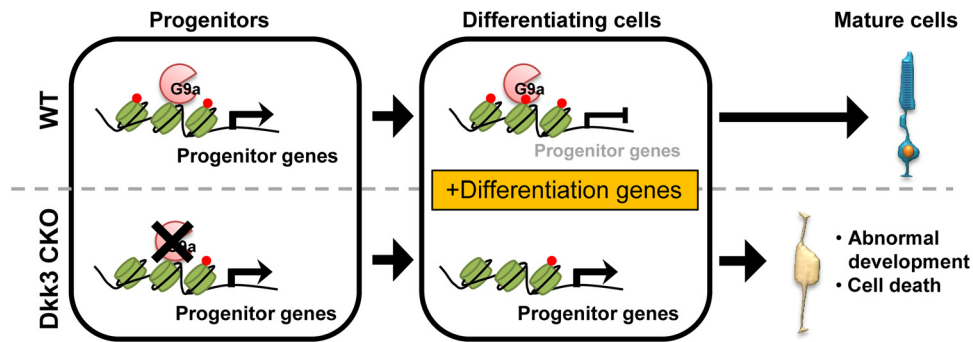 Progenitors
Differentiating cells
Mature cells
WT
G9a
Progenitor genes
G9a
Progenitor genes
+Differentiation genes
Dkk3 CKO
G9a
Progenitor genes
Progenitor genes
• Abnormal
development
• Cell death